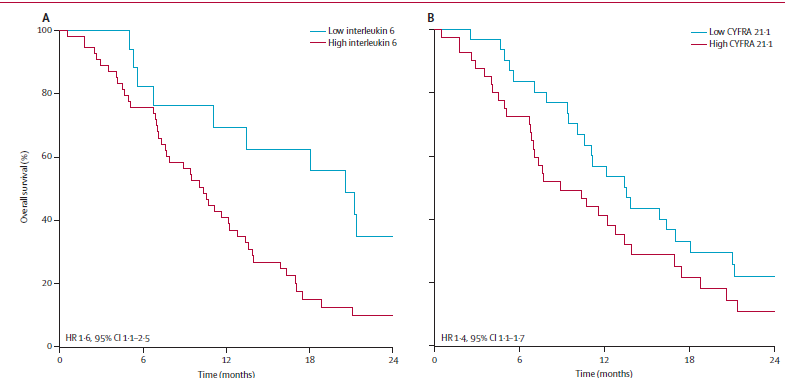 A
Low interleukin 6
High interleukin 6
Overall survival (%)
100
80
60
40
20
0
HR 1·6, 95% CI 1·1–2·5
0 6 12 18 24
Time (months)
B
Low CYFRA 21·1
High CYFRA 21·1
HR 1·4, 95% CI 1·1–1·7
0 6 12 18 24
Time (months)